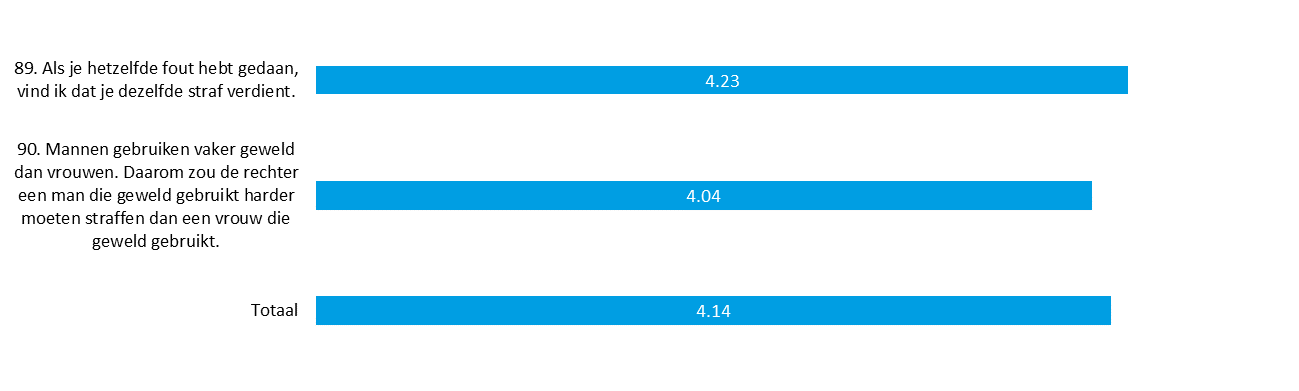 89. Als je hetzelfde fout hebt gedaan,
vind ik dat je dezelfde straf verdient.
4.23
90. Mannen gebruiken vaker geweld
dan vrouwen. Daarom zou de rechter
een man die geweld gebruikt harder
moeten straffen dan een vrouw die
geweld gebruikt.
4.04
Totaal
4.14